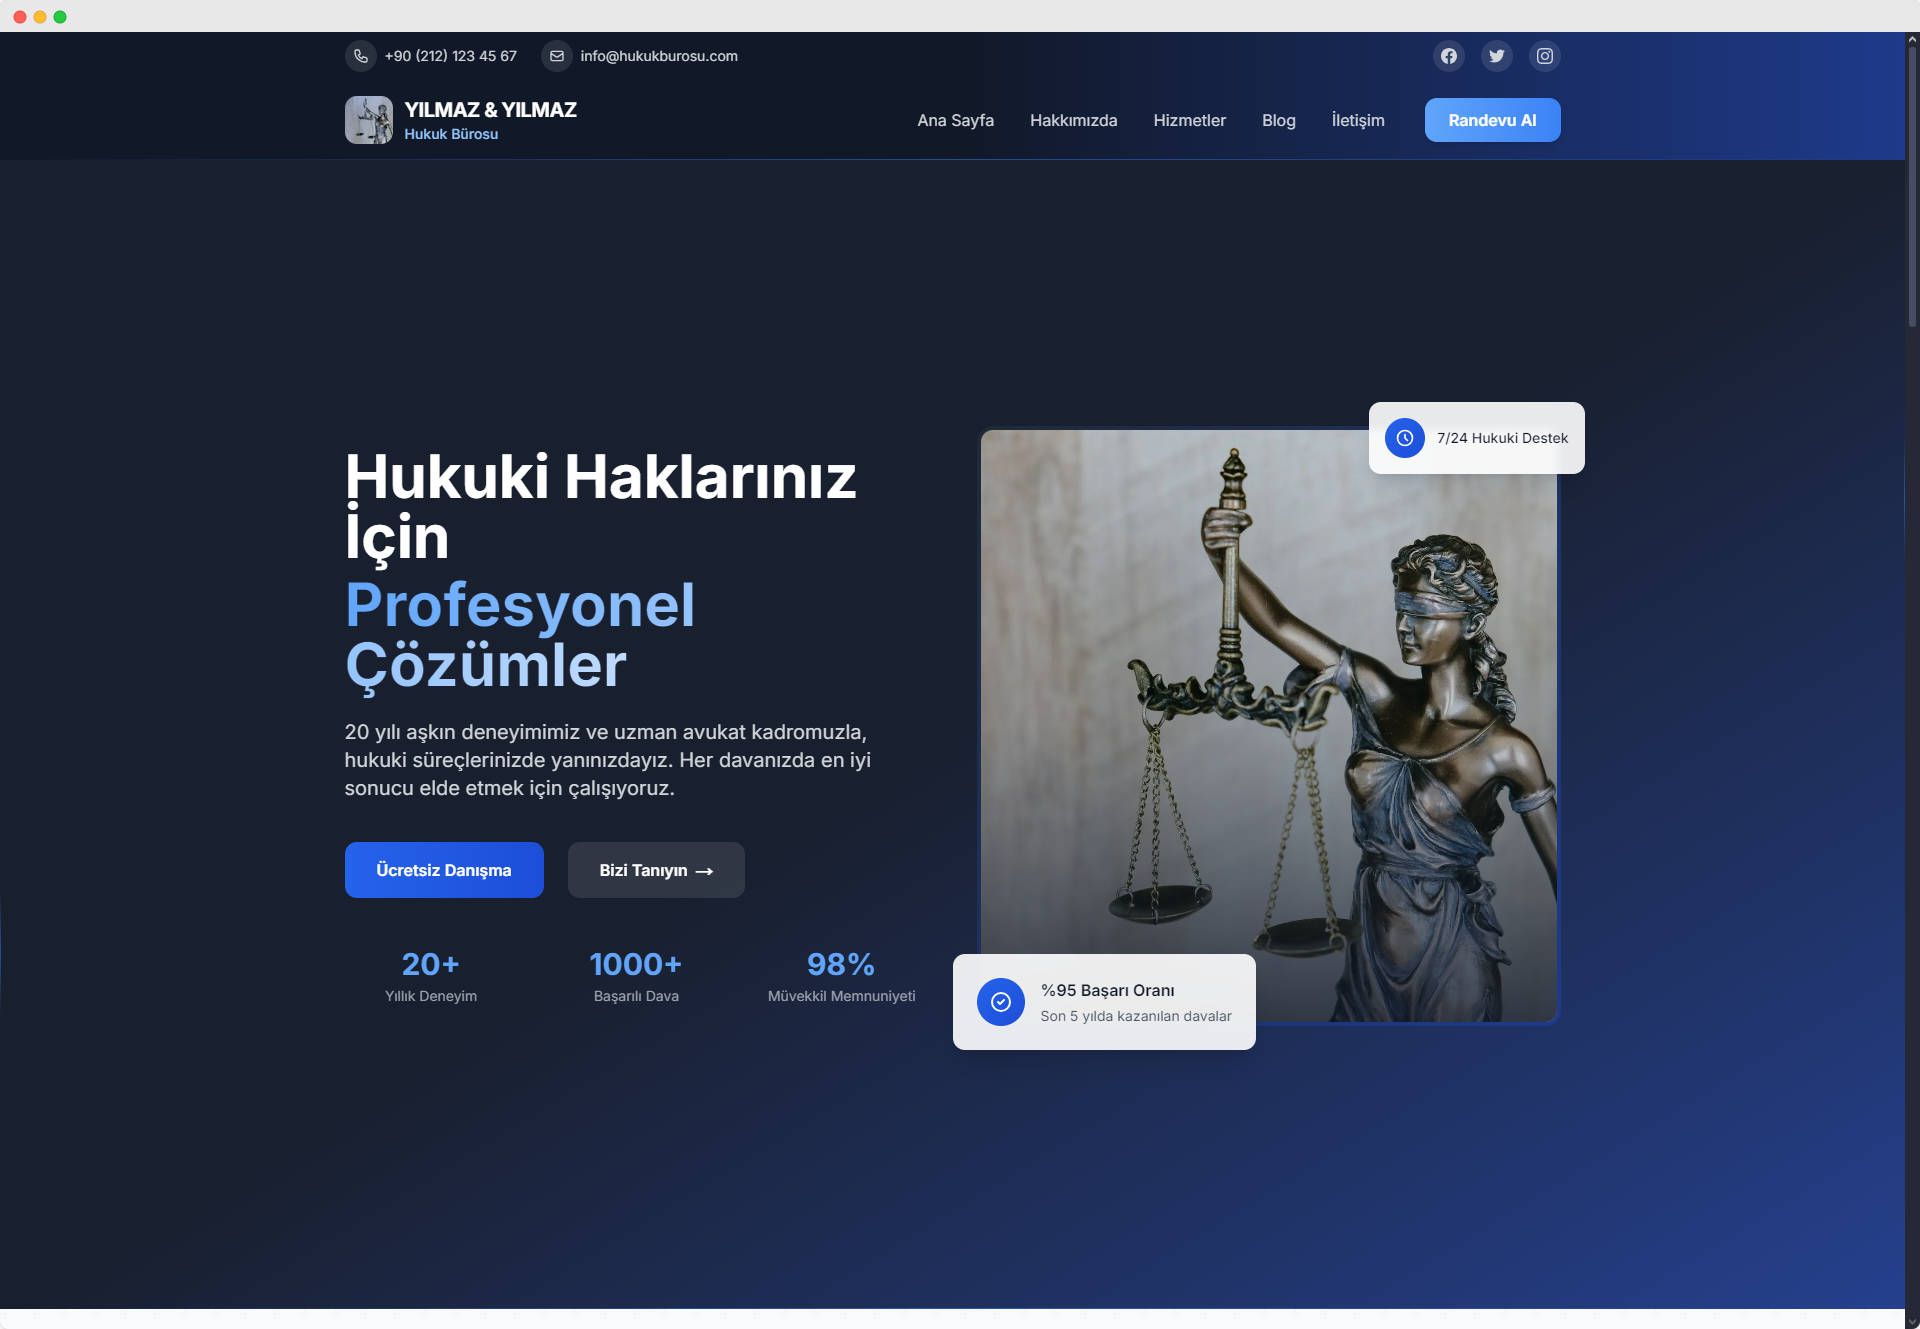 +90 (212) 123 45 67
info@hukukburosu.com
YILMAZ & YILMAZ
Hukuk Bürosu
Ana Sayfa
Hakkımızda
Hizmetler
Blog
İletişim
Randevu Al
Hukuki Haklarınız
İçin
Profesyonel
Çözümler
20 yılı aşkın deneyimimiz ve uzman avukat kadromuzla,
hukuki süreçlerinizde yanınızdayız. Her davanızda en iyi
sonucu elde etmek için çalışıyoruz.
Ücretsiz Danışma
Bizi Tanıyın →
20+
Yıllık Deneyim
1000+
Başarılı Dava
98%
Müvekkil Memnuniyeti
7/24 Hukuki Destek
%95 Başarı Oranı
Son 5 yılda kazanılan davalar